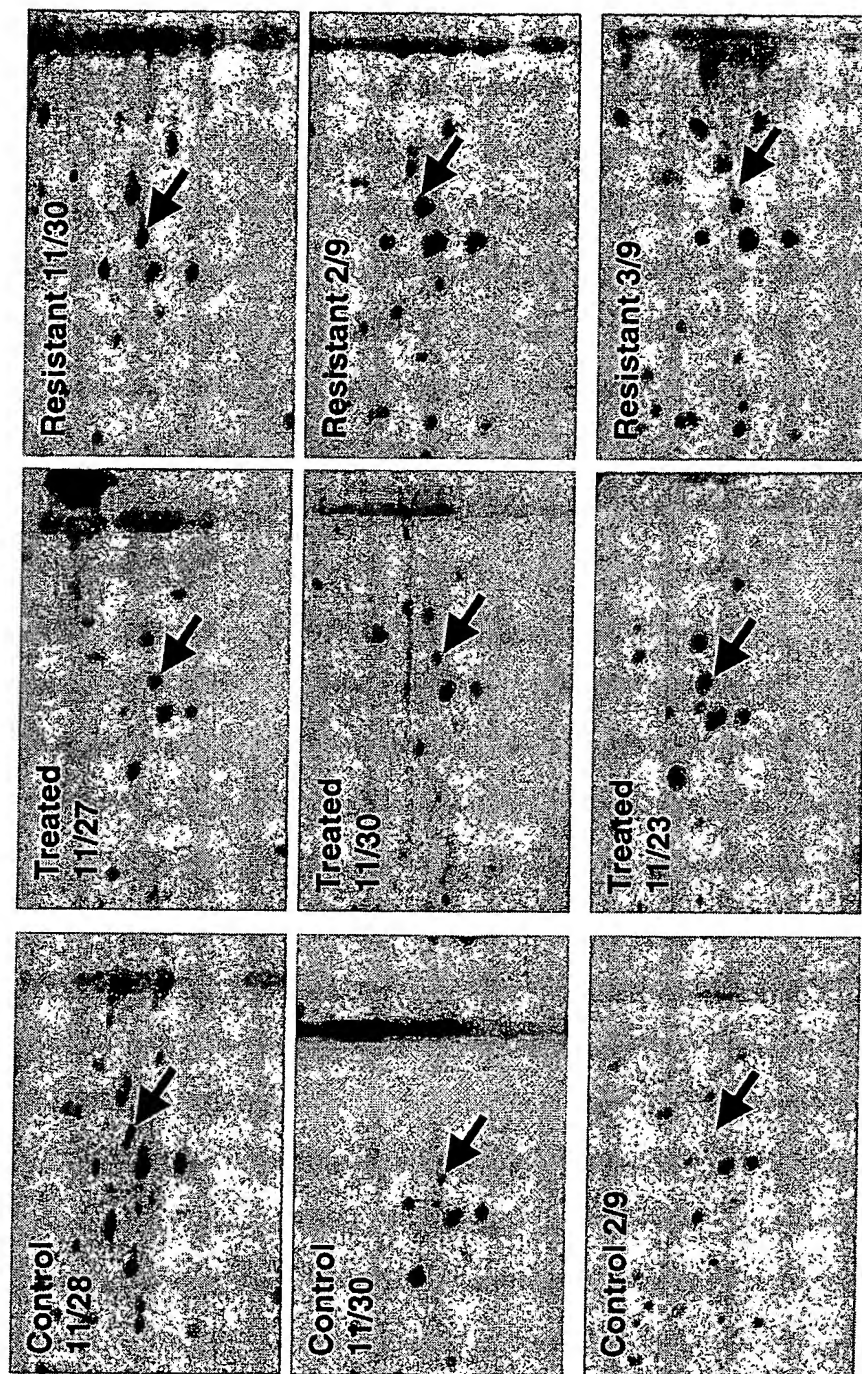 Control
11/28
Treated
11/27
Resistant 11/30
Control
11/30
Treated
11/30
Resistant 2/9
Control 2/9
Treated
11/23
Resistant 3/9